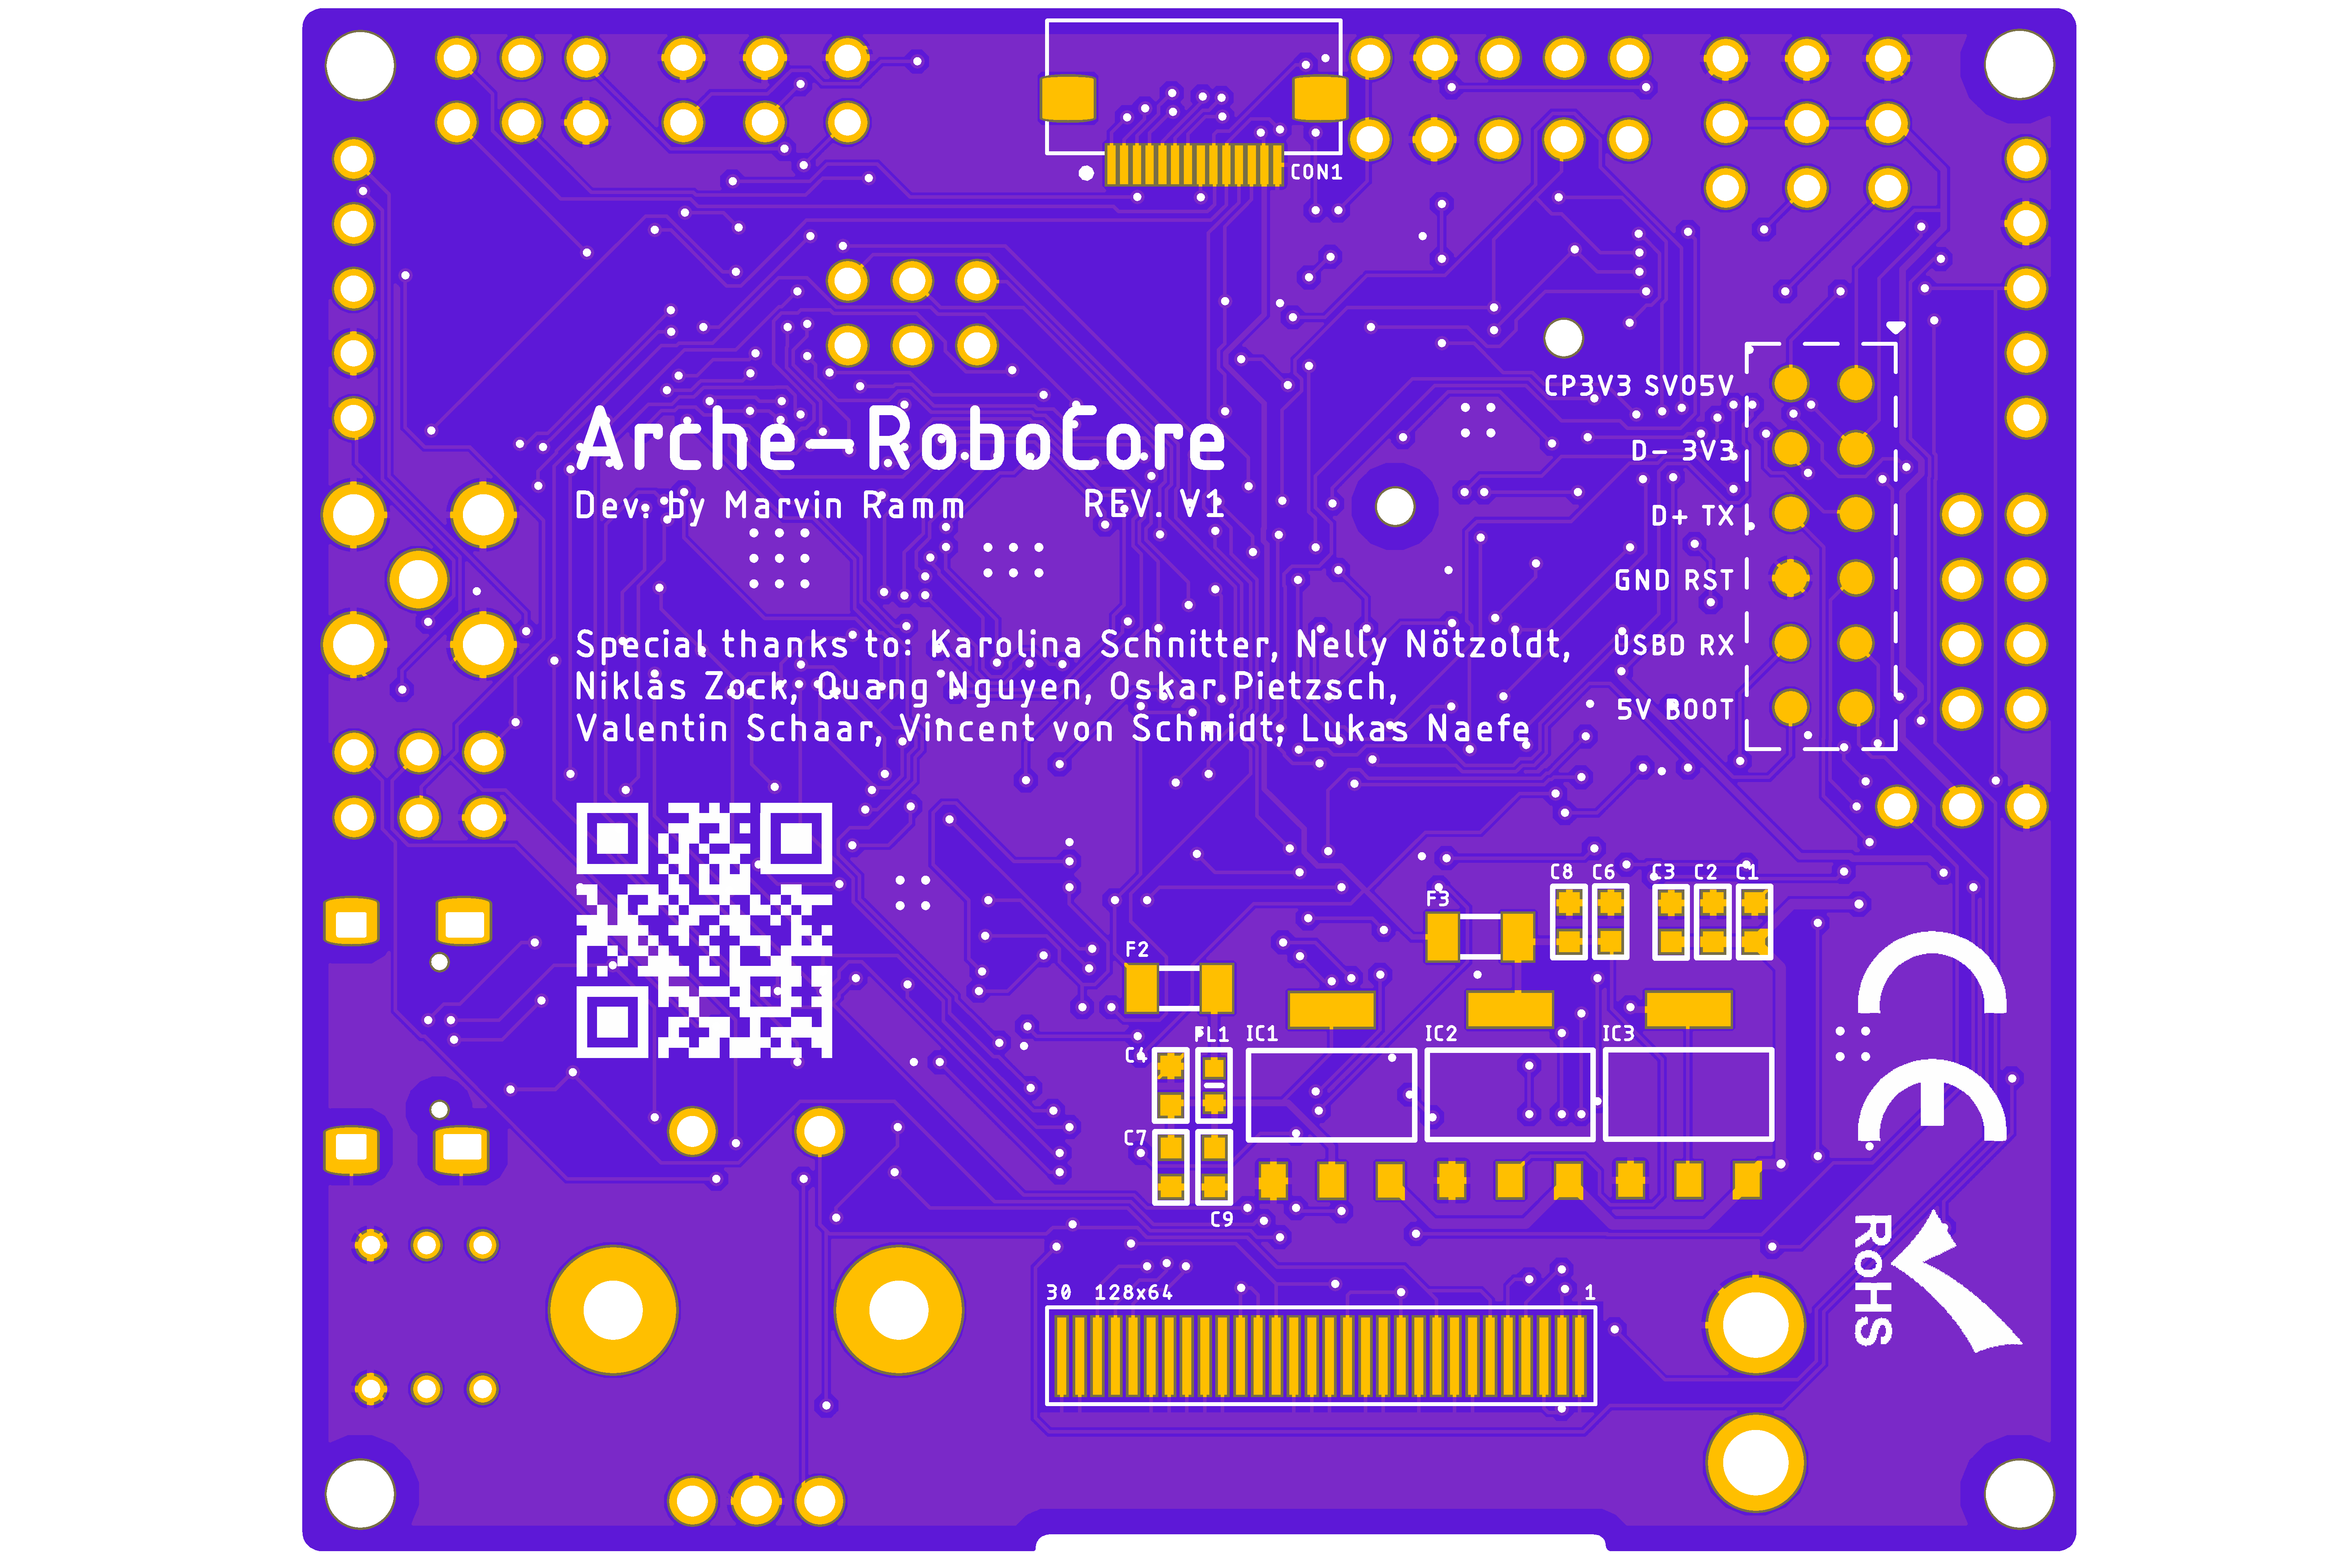 CON1
CP3V3 SVO5V
D- 3V3
D+ TX
GND RST
USBD RX
5V BOOT
Arche-RoboCore
Dev. by Marvin Ramm REV. V1
Special thanks to: Karolina Schnitter, Nelly Nötzoldt,
Niklas Zock, Quang Nguyen, Oskar Pietzsch,
Valentin Schaar, Vincent von Schmidt, Lukas Naefe
C8 C6 C3 C2 C1
F3
F2
FL1 IC1 IC2 IC3
C4
C7
C9
CE
RoHS
30 128x64 1